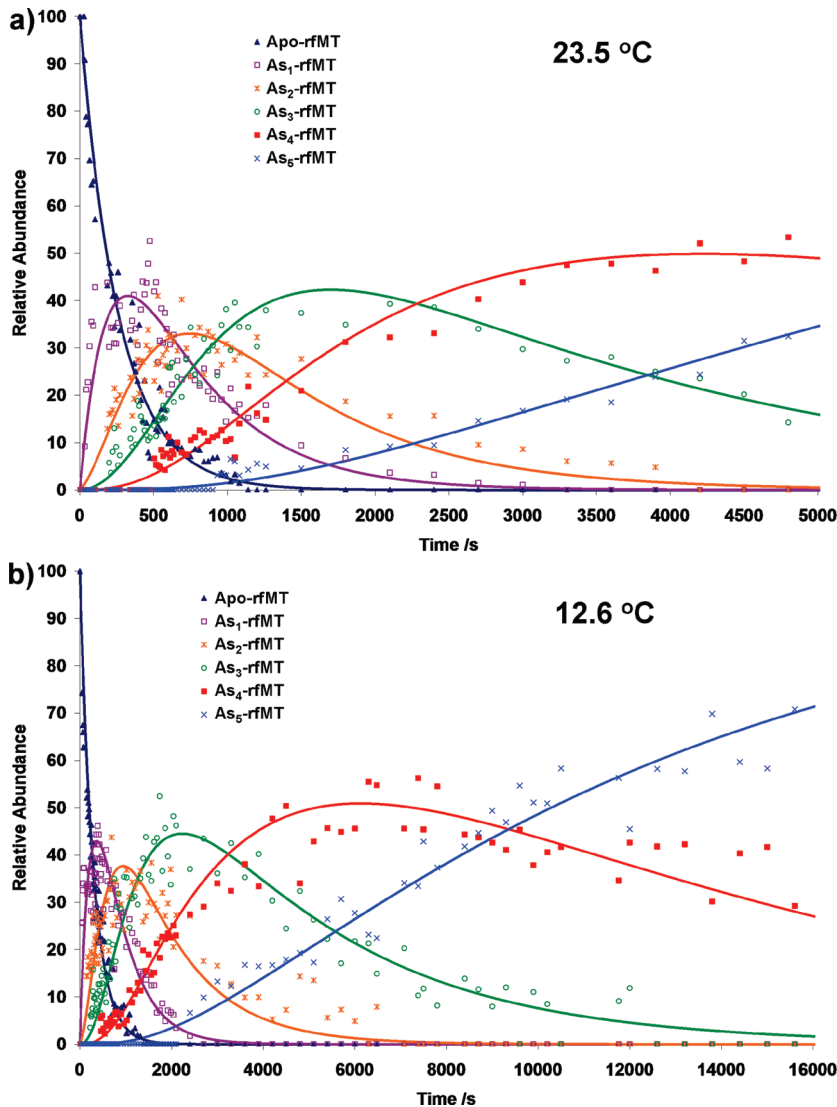 a)
23.5 °C
Apo-rfMT
As₁-rfMT
As₂-rfMT
As₃-rfMT
As₄-rfMT
As₅-rfMT
Relative Abundance
100
90
80
70
60
50
40
30
20
10
0
0 500 1000 1500 2000 2500 3000 3500 4000 4500 5000
Time /s
b)
12.6 °C
Apo-rfMT
As₁-rfMT
As₂-rfMT
As₃-rfMT
As₄-rfMT
As₅-rfMT
Relative Abundance
100
90
80
70
60
50
40
30
20
10
0
0 2000 4000 6000 8000 10000 12000 14000 16000
Time /s